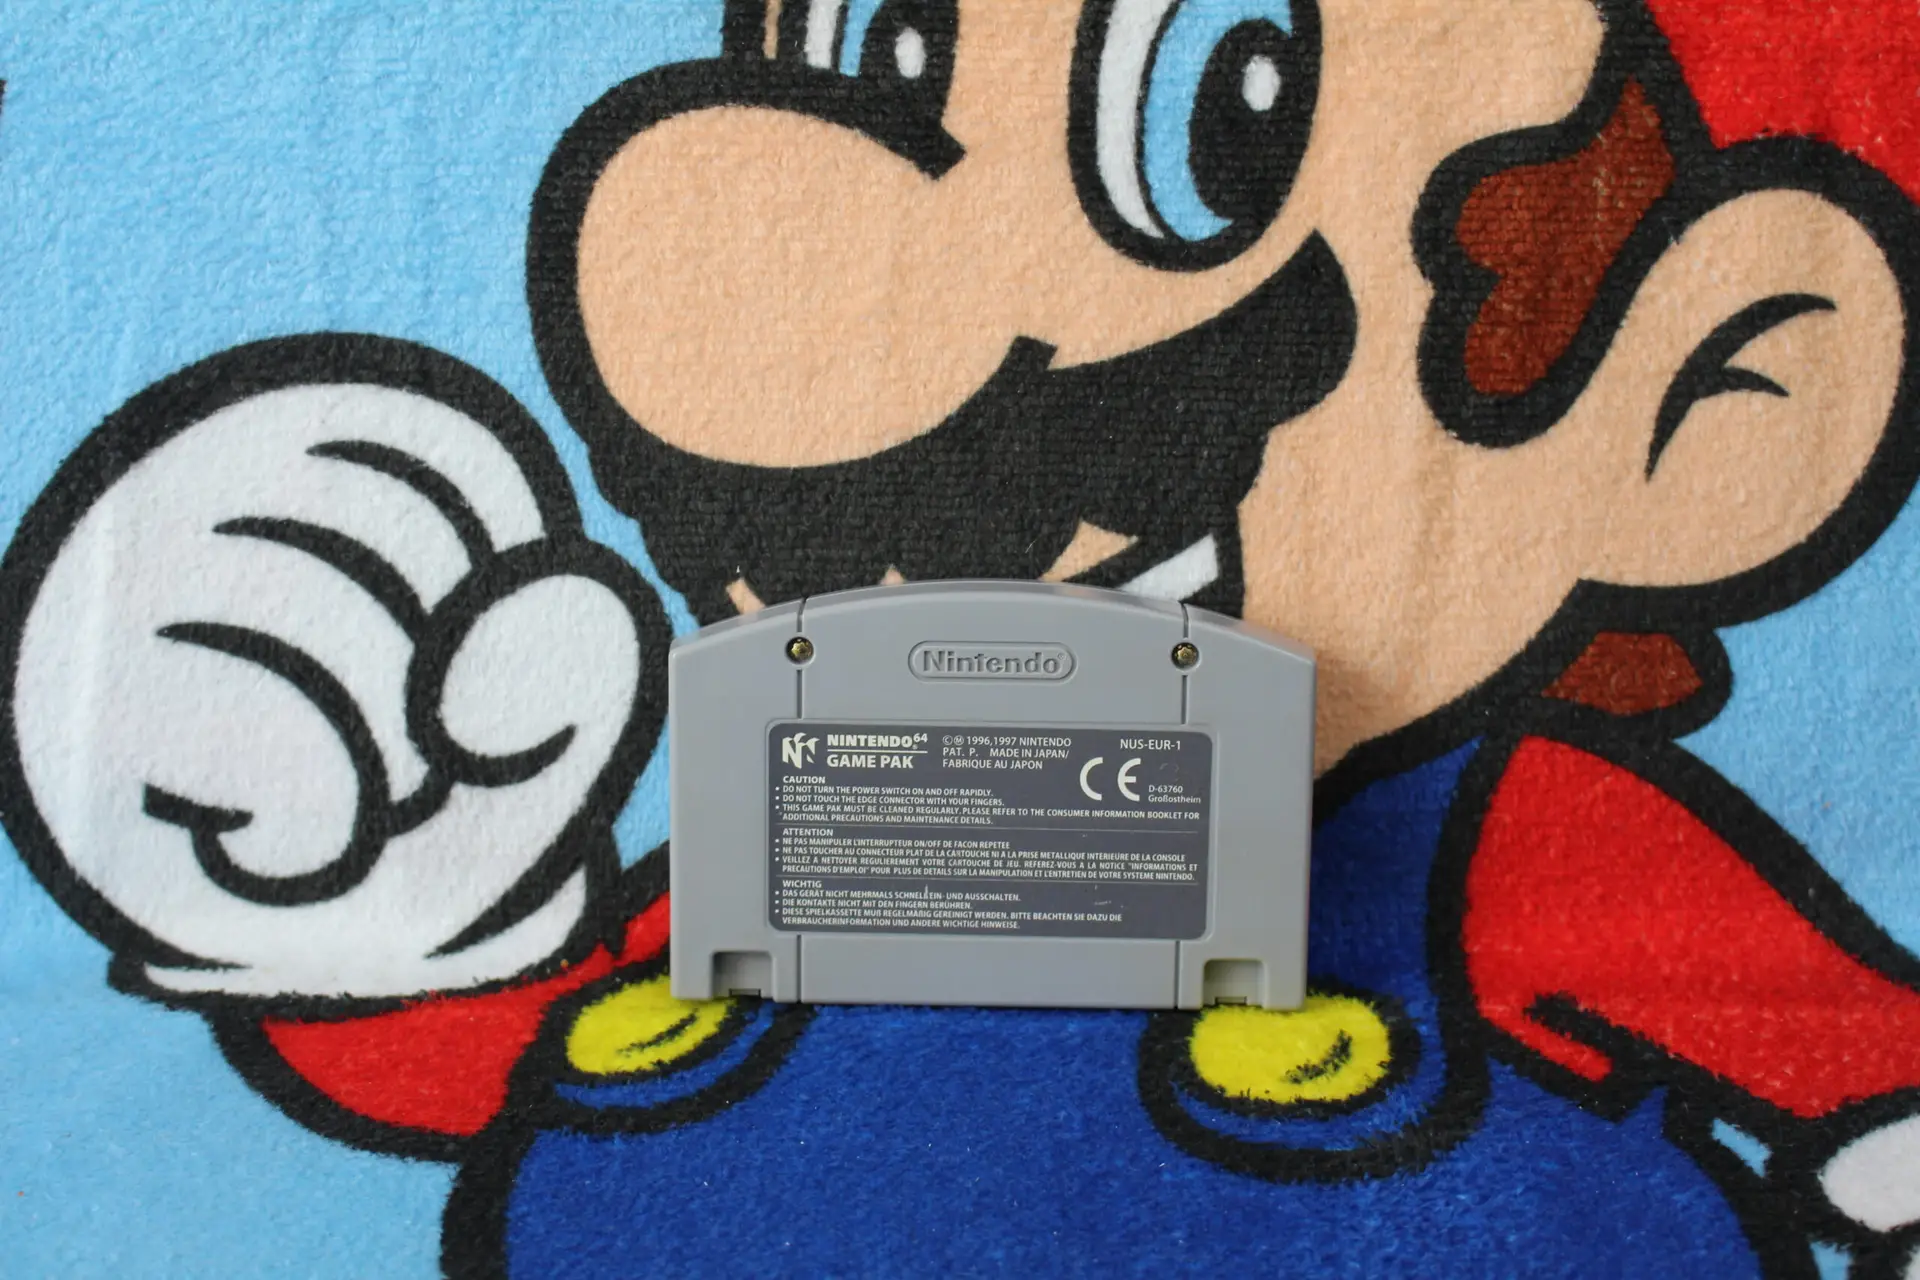 Nintendo®
NINTENDO64
GAME PAK
©Ⓜ 1996,1997 NINTENDO
PAT. P. MADE IN JAPAN/
FABRIQUE AU JAPON
NUS-EUR-1
CE
D-63760
Großostheim
CAUTION
• DO NOT TURN THE POWER SWITCH ON AND OFF RAPIDLY.
• DO NOT TOUCH THE EDGE CONNECTOR WITH YOUR FINGERS.
• THIS GAME PAK MUST BE CLEANED REGULARLY. PLEASE REFER TO THE CONSUMER INFORMATION BOOKLET FOR
ADDITIONAL PRECAUTIONS AND MAINTENANCE DETAILS.
ATTENTION
• NE PAS MANIPULER L'INTERRUPTEUR ON/OFF DE FACON REPETEE
• NE PAS TOUCHER AU CONNECTEUR PLAT DE LA CARTOUCHE NI A LA PRISE METALLIQUE INTERIEURE DE LA CONSOLE
• VEILLEZ A NETTOYER REGULIEREMENT VOTRE CARTOUCHE DE JEU. REFEREZ-VOUS A LA NOTICE "INFORMATIONS ET
PRECAUTIONS D'EMPLOI" POUR PLUS DE DETAILS SUR LA MANIPULATION ET L'ENTRETIEN DE VOTRE SYSTEME NINTENDO.
WICHTIG
• DAS GERÄT NICHT MEHRMALS SCHNELL EIN- UND AUSSCHALTEN.
• DIE KONTAKTE NICHT MIT DEN FINGERN BERÜHREN.
• DIESE SPIELKASSETTE MUß REGELMÄßIG GEREINIGT WERDEN. BITTE BEACHTEN SIE DAZU DIE
VERBRAUCHERINFORMATION UND ANDERE WICHTIGE HINWEISE.